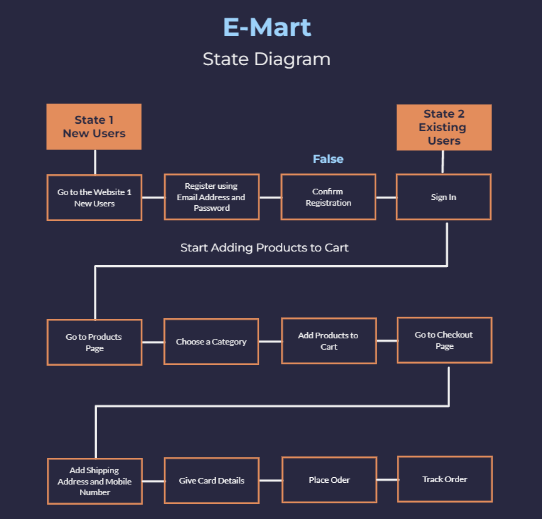 E-Mart
State Diagram
State 1
New Users
State 2
Existing
Users
False
Go to the Website 1
New Users
Register using
Email Address and
Password
Confirm
Registration
Sign In
Start Adding Products to Cart
Go to Products
Page
Choose a Category
Add Products to
Cart
Go to Checkout
Page
Add Shipping
Address and Mobile
Number
Give Card Details
Place Oder
Track Order